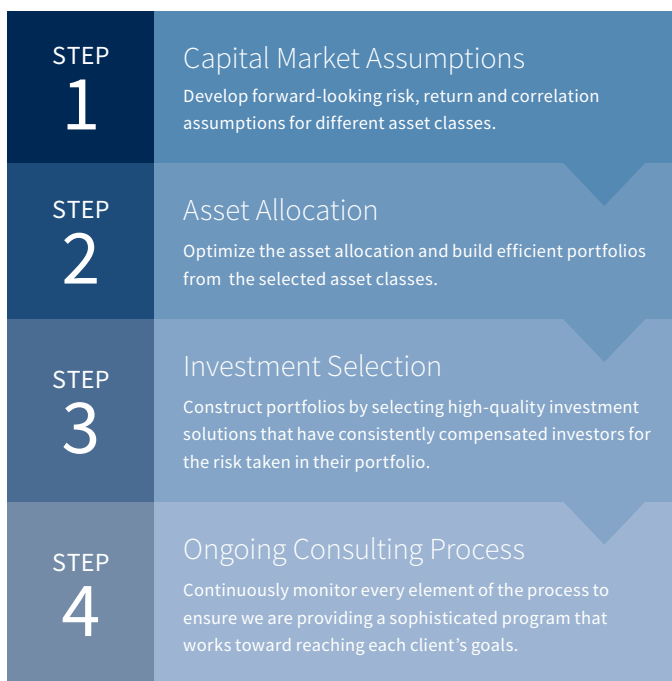 STEP
1
Capital Market Assumptions
Develop forward-looking risk, return and correlation
assumptions for different asset classes.
STEP
2
Asset Allocation
Optimize the asset allocation and build efficient portfolios
from  the selected asset classes.
STEP
3
Investment Selection
Construct portfolios by selecting high-quality investment
solutions that have consistently compensated investors for
the risk taken in their portfolio.
STEP
4
Ongoing Consulting Process
Continuously monitor every element of the process to
ensure we are providing a sophisticated program that
works toward reaching each client’s goals.